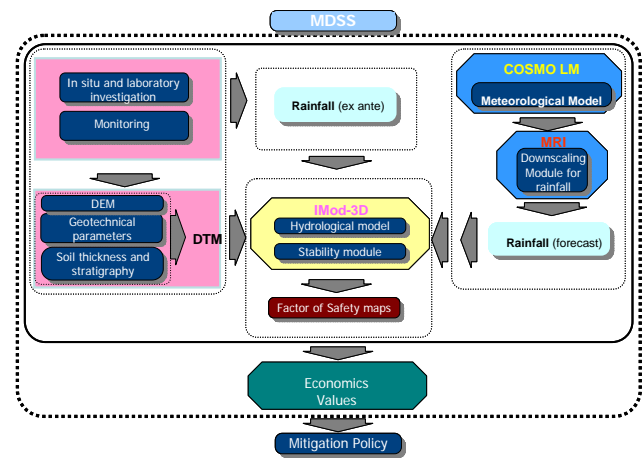 MDSS
In situ and laboratory
investigation
Monitoring
Rainfall (ex ante)
COSMO LM
Meteorological Model
MRI
Downscaling
Module for
rainfall
DEM
Geotechnical
parameters
Soil thickness and
stratigraphy
DTM
IMod-3D
Hydrological model
Stability module
Rainfall (forecast)
Factor of Safety maps
Economics
Values
Mitigation Policy